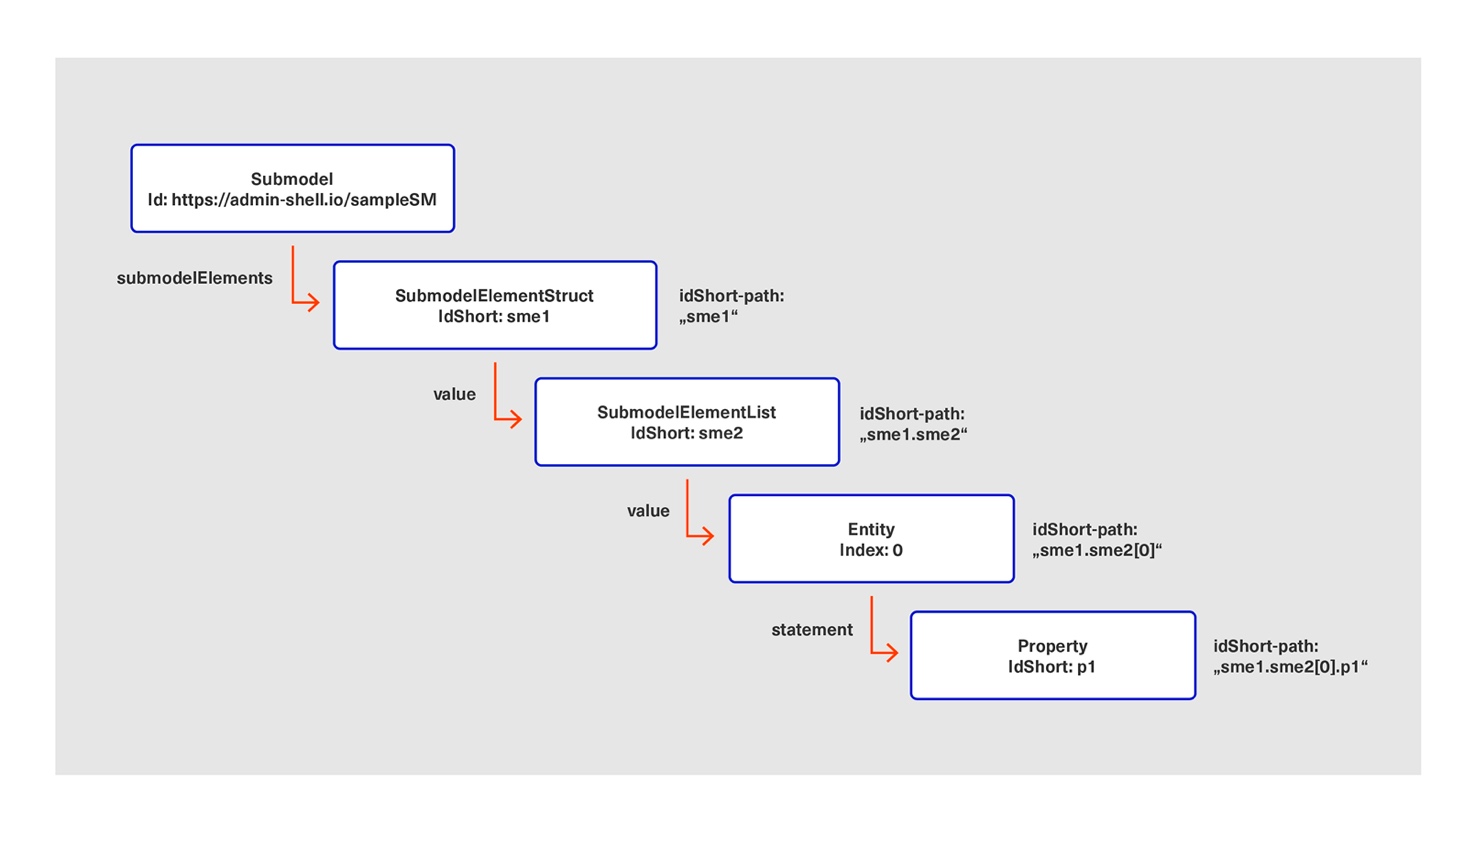 Submodel
Id: https://admin-shell.io/sampleSM
submodelElements
SubmodelElementStruct
IdShort: sme1
idShort-path:
„sme1“
value
SubmodelElementList
IdShort: sme2
idShort-path:
„sme1.sme2“
value
Entity
Index: 0
idShort-path:
„sme1.sme2[0]“
statement
Property
IdShort: p1
idShort-path:
„sme1.sme2[0].p1“